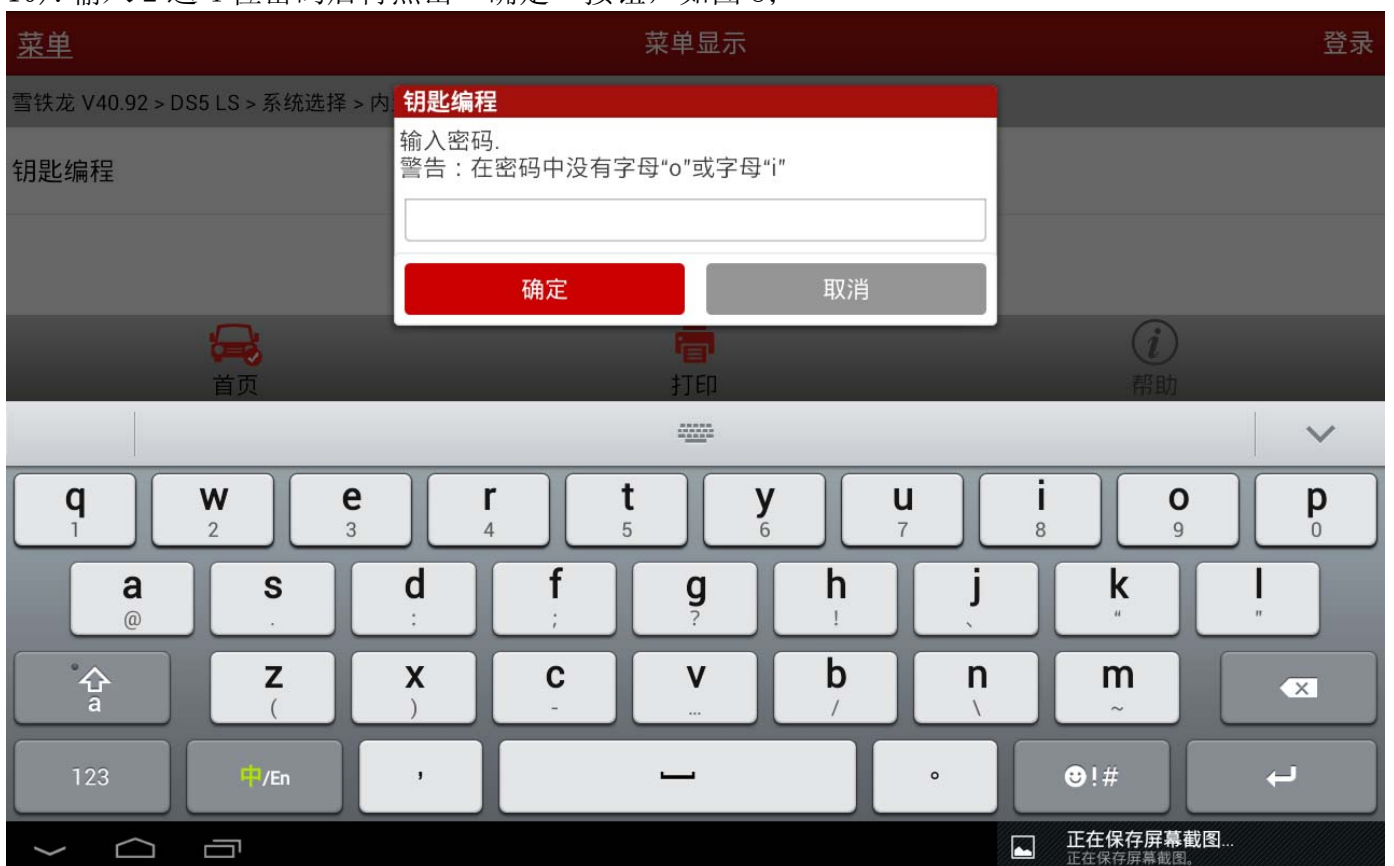 菜单
菜单显示
登录
雪铁龙 V40.92 > DS5 LS > 系统选择 > 内
钥匙编程
钥匙编程
输入密码.
警告：在密码中没有字母“o”或字母“i”
确定
取消
首页
打印
帮助
q w e r t y u i o p
1 2 3 4 5 6 7 8 9 0
a s d f g h j k l
@ . : ; ? ! 、 “ ”
a z x c v b n m
( ) - ... / \ ~
123 中/En , 。 !#
正在保存屏幕截图...
正在保存屏幕截图。